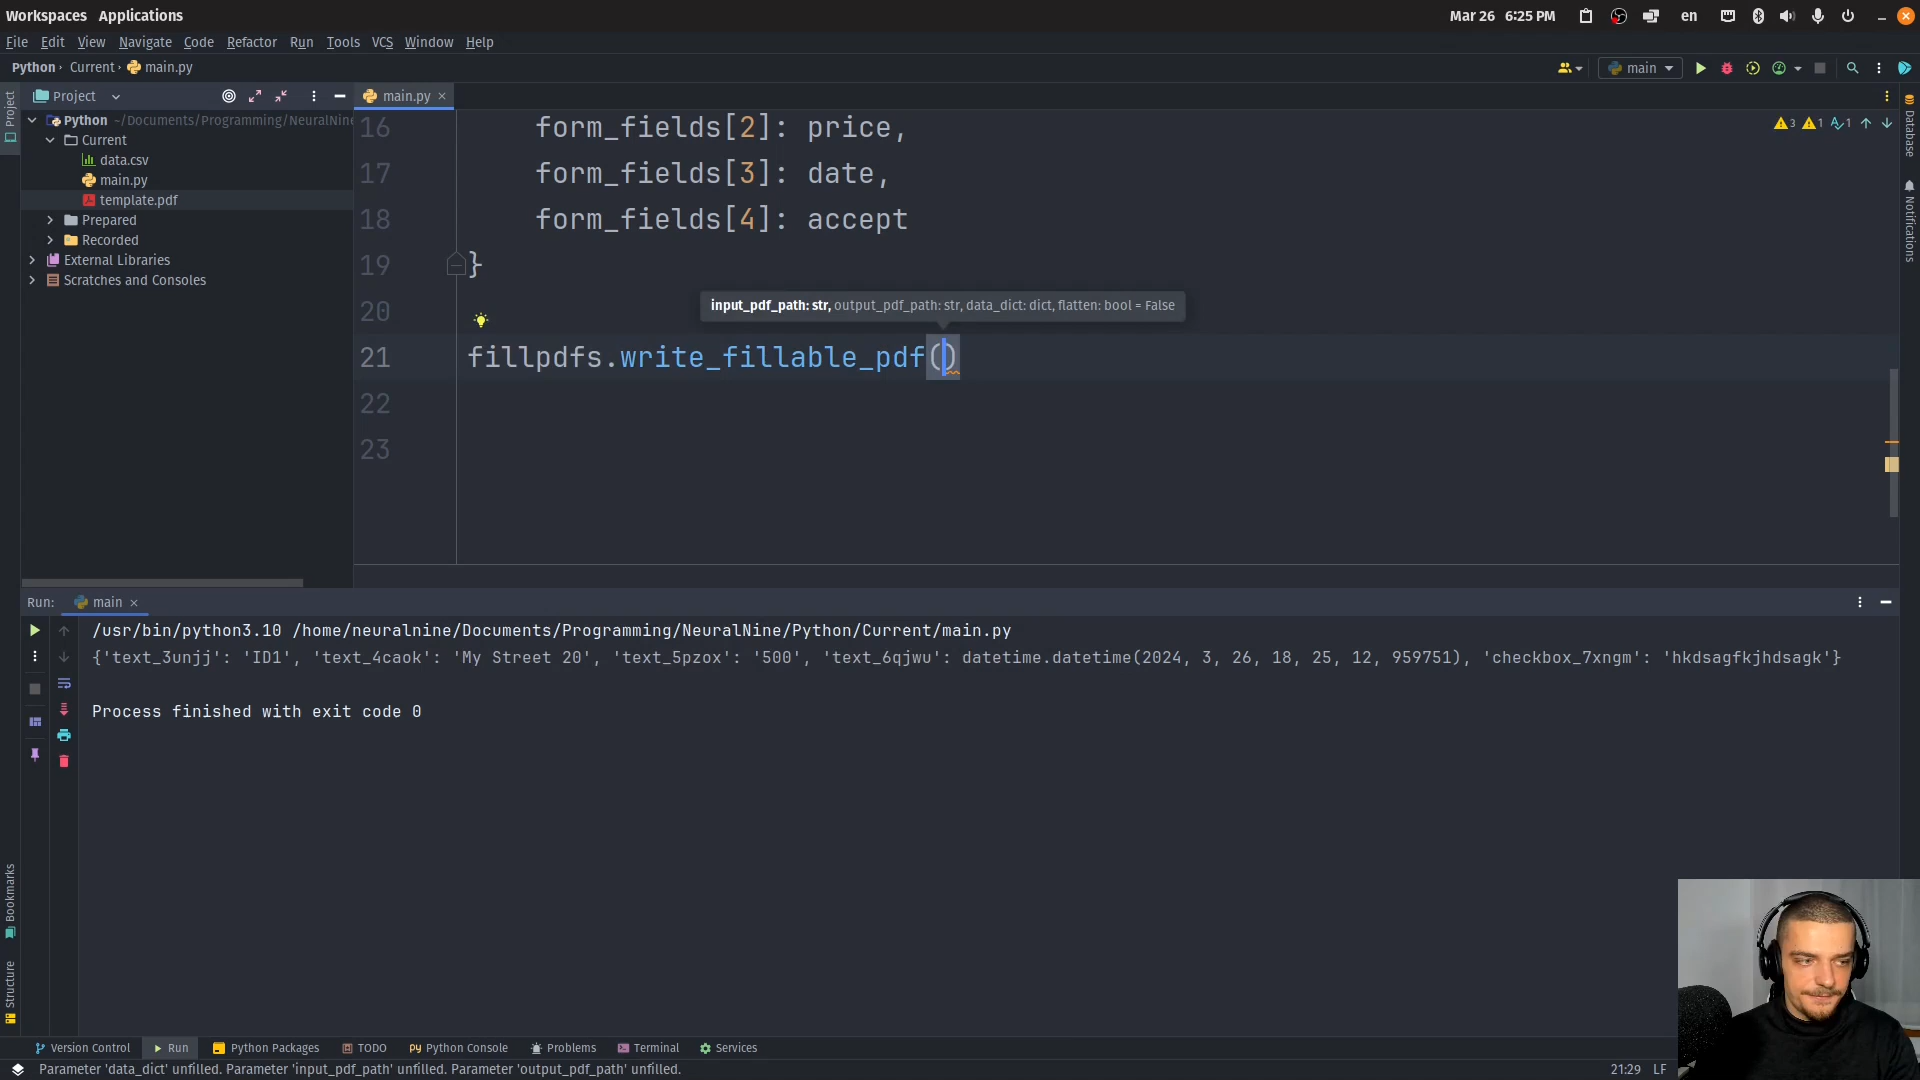 Workspaces Applications Mar 26 6:25 PM en
File Edit View Navigate Code Refactor Run Tools VCS Window Help
Python Current main.py main
Project Project main.py
Python ~/Documents/Programming/NeuralNine
Current
data.csv
main.py
template.pdf
Prepared
Recorded
External Libraries
Scratches and Consoles
3 1 1
Database
Notifications
16 form_fields[2]: price,
17 form_fields[3]: date,
18 form_fields[4]: accept
19 }
20
input_pdf_path: str, output_pdf_path: str, data_dict: dict, flatten: bool = False
21 fillpdfs.write_fillable_pdf()
22
23
Run: main
/usr/bin/python3.10 /home/neuralnine/Documents/Programming/NeuralNine/Python/Current/main.py
{'text_3unjj': 'ID1', 'text_4caok': 'My Street 20', 'text_5pzox': '500', 'text_6qjwu': datetime.datetime(2024, 3, 26, 18, 25, 12, 959751), 'checkbox_7xngm': 'hkdsagfkjhdsagk'}
Process finished with exit code 0
Bookmarks
Structure
Version Control Run Python Packages TODO Python Console Problems Terminal Services
Parameter 'data_dict' unfilled. Parameter 'input_pdf_path' unfilled. Parameter 'output_pdf_path' unfilled. 21:29 LF